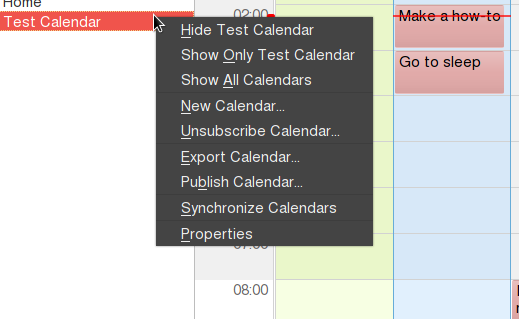 Home
Test Calendar
02:00
Hide Test Calendar
Show Only Test Calendar
Show All Calendars
New Calendar...
Unsubscribe Calendar...
Export Calendar...
Publish Calendar...
Synchronize Calendars
Properties
07:00
08:00
Make a how-to
Go to sleep